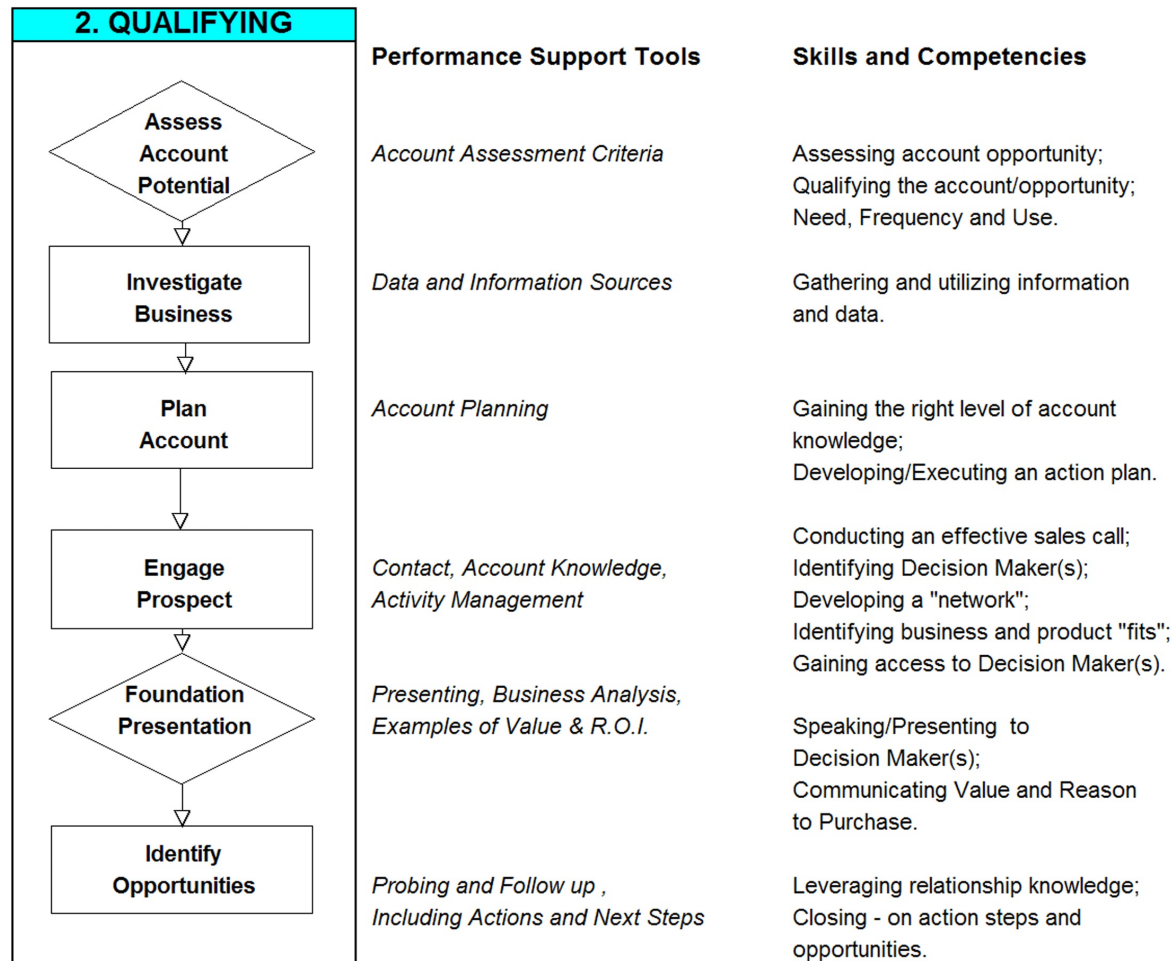 2. QUALIFYING
Performance Support Tools
Skills and Competencies
Assess
Account
Potential
Account Assessment Criteria
Assessing account opportunity;
Qualifying the account/opportunity;
Need, Frequency and Use.
Investigate
Business
Data and Information Sources
Gathering and utilizing information
and data.
Plan
Account
Account Planning
Gaining the right level of account
knowledge;
Developing/Executing an action plan.
Engage
Prospect
Contact, Account Knowledge,
Activity Management
Conducting an effective sales call;
Identifying Decision Maker(s);
Developing a "network";
Identifying business and product "fits";
Gaining access to Decision Maker(s).
Foundation
Presentation
Presenting, Business Analysis,
Examples of Value & R.O.I.
Speaking/Presenting to
Decision Maker(s);
Communicating Value and Reason
to Purchase.
Identify
Opportunities
Probing and Follow up ,
Including Actions and Next Steps
Leveraging relationship knowledge;
Closing - on action steps and
opportunities.